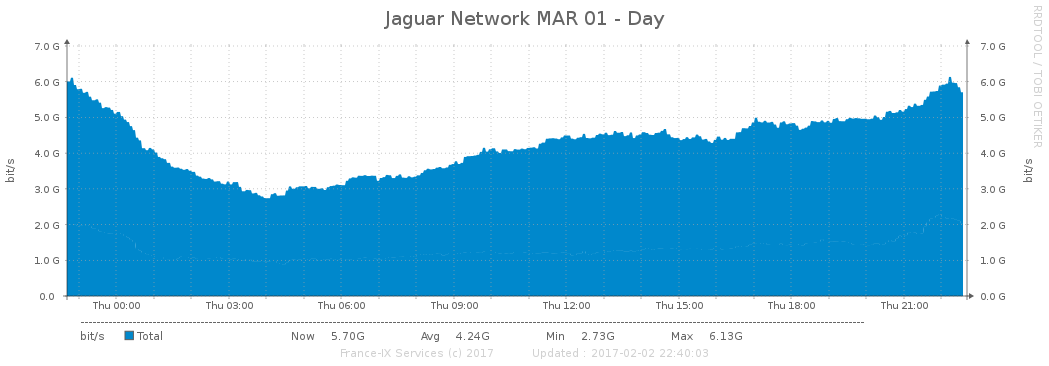 Jaguar Network MAR 01 - Day
RRDTOOL / TOBI OETIKER
7.0 G 7.0 G
6.0 G 6.0 G
5.0 G 5.0 G
4.0 G 4.0 G
bit/s bit/s
3.0 G 3.0 G
2.0 G 2.0 G
1.0 G 1.0 G
0.0 0.0 G
Thu 00:00 Thu 03:00 Thu 06:00 Thu 09:00 Thu 12:00 Thu 15:00 Thu 18:00 Thu 21:00
bit/s Total Now 5.70G Avg 4.24G Min 2.73G Max 6.13G
France-IX Services (c) 2017 Updated : 2017-02-02 22:40:03